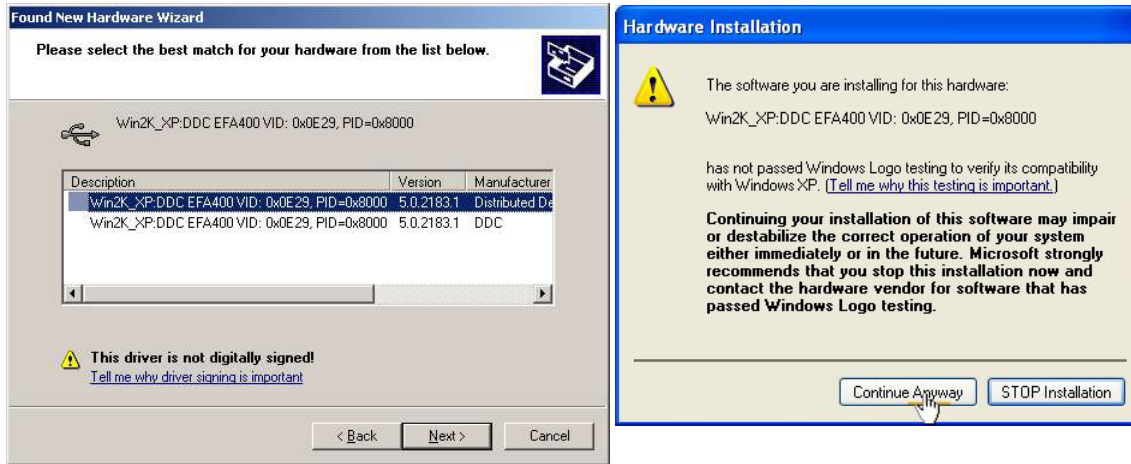 Found New Hardware Wizard
Please select the best match for your hardware from the list below.
Win2K_XP:DDC EFA400 VID: 0x0E29, PID=0x8000
Description Version Manufacturer
Win2K_XP:DDC EFA400 VID: 0x0E29, PID=0x8000 5.0.2183.1 Distributed De
Win2K_XP:DDC EFA400 VID: 0x0E29, PID=0x8000 5.0.2183.1 DDC
This driver is not digitally signed!
Tell me why driver signing is important
< Back Next > Cancel
Hardware Installation
The software you are installing for this hardware:
Win2K_XP:DDC EFA400 VID: 0x0E29, PID=0x8000
has not passed Windows Logo testing to verify its compatibility
with Windows XP. (Tell me why this testing is important.)
Continuing your installation of this software may impair
or destabilize the correct operation of your system
either immediately or in the future. Microsoft strongly
recommends that you stop this installation now and
contact the hardware vendor for software that has
passed Windows Logo testing.
Continue Anyway STOP Installation